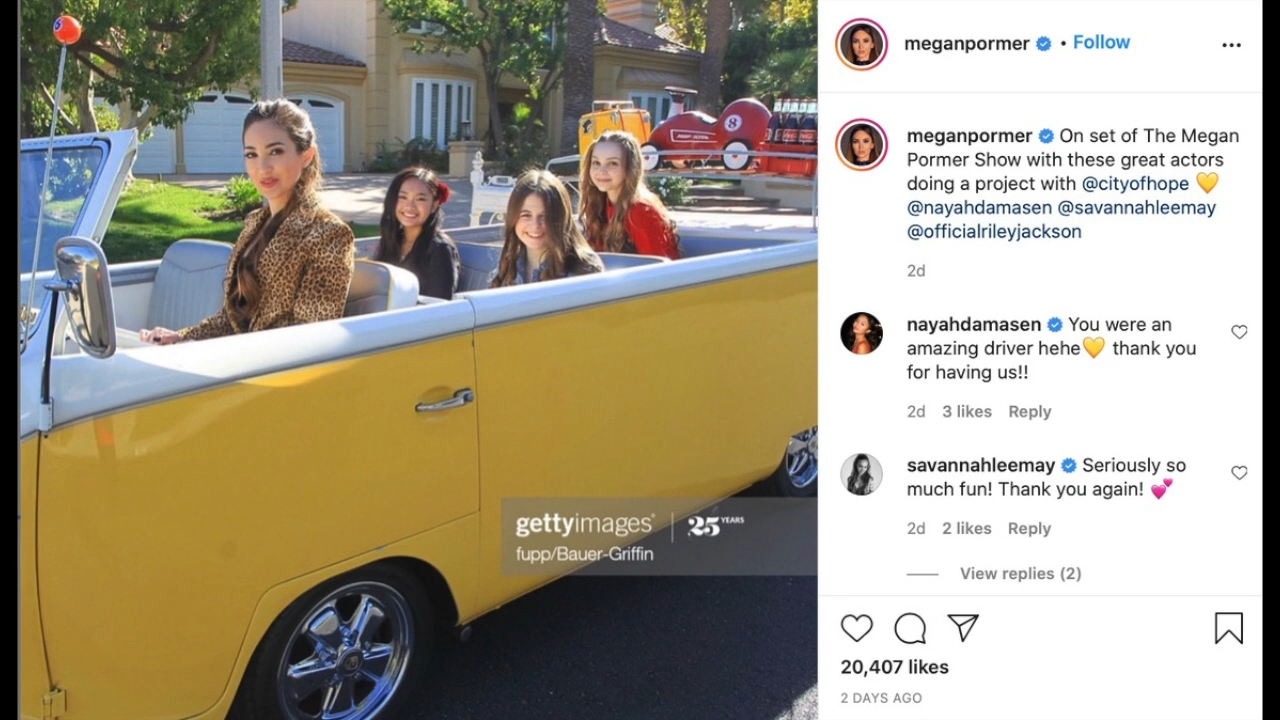 8
gettyimages®
25 YEARS
fupp/Bauer-Griffin
meganpormer • Follow
meganpormer On set of The Megan
Pormer Show with these great actors
doing a project with @cityofhope 💛
@nayahdamasen @savannahleemay
@officialrileyjackson
2d
nayahdamasen You were an
amazing driver hehe💛 thank you
for having us!!
2d 3 likes Reply
savannahleemay Seriously so
much fun! Thank you again! 💕
2d 2 likes Reply
View replies (2)
20,407 likes
2 DAYS AGO